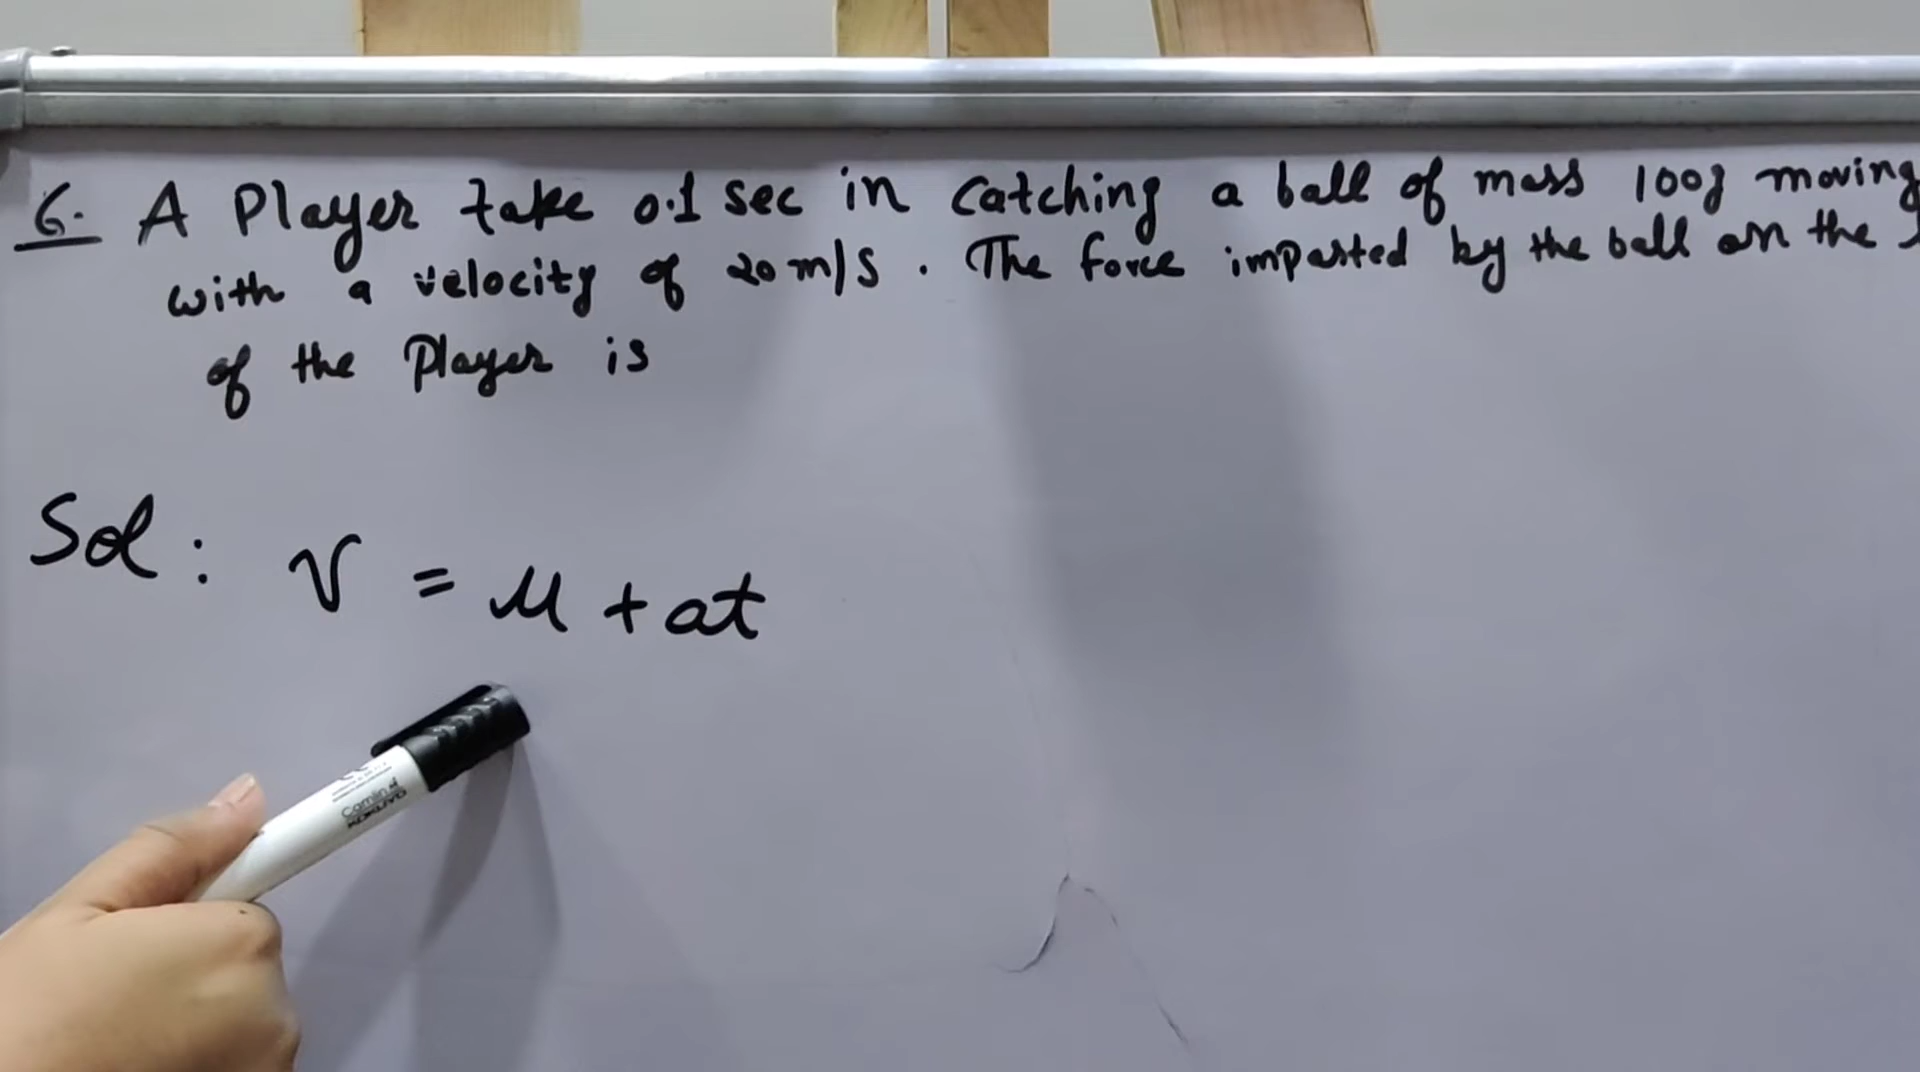 6. A Player take 0.1 sec in catching a ball of mass 100g moving
with a velocity of 20 m/s. The force imparted by the ball on the
of the Player is
Sol: v = u + at
Camlin